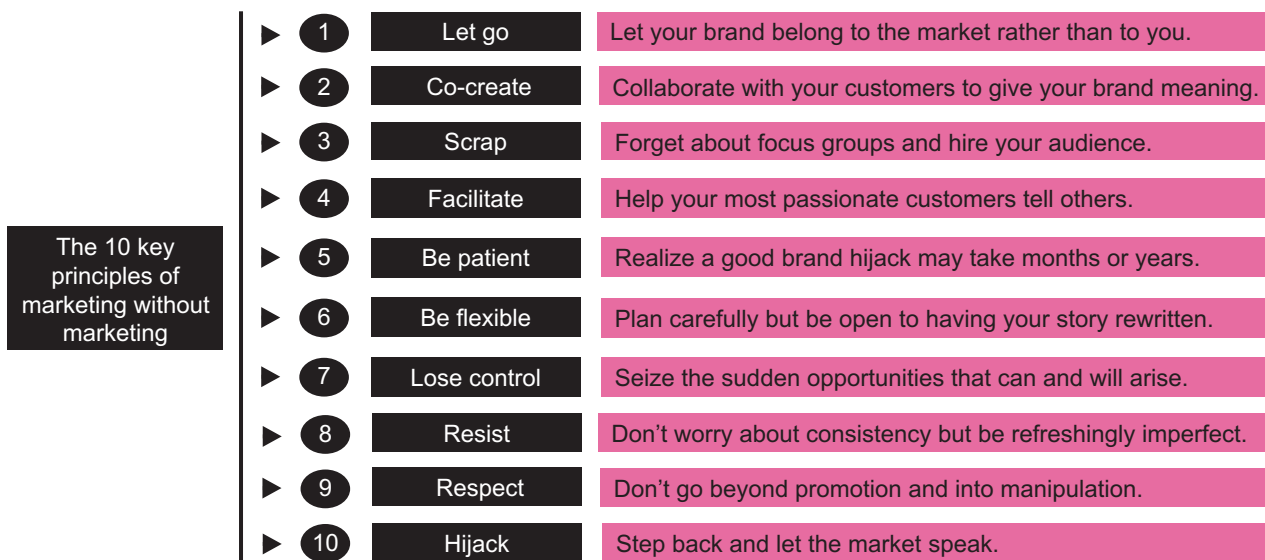 The 10 key
principles of
marketing without
marketing
1 Let go Let your brand belong to the market rather than to you.
2 Co-create Collaborate with your customers to give your brand meaning.
3 Scrap Forget about focus groups and hire your audience.
4 Facilitate Help your most passionate customers tell others.
5 Be patient Realize a good brand hijack may take months or years.
6 Be flexible Plan carefully but be open to having your story rewritten.
7 Lose control Seize the sudden opportunities that can and will arise.
8 Resist Don’t worry about consistency but be refreshingly imperfect.
9 Respect Don’t go beyond promotion and into manipulation.
10 Hijack Step back and let the market speak.